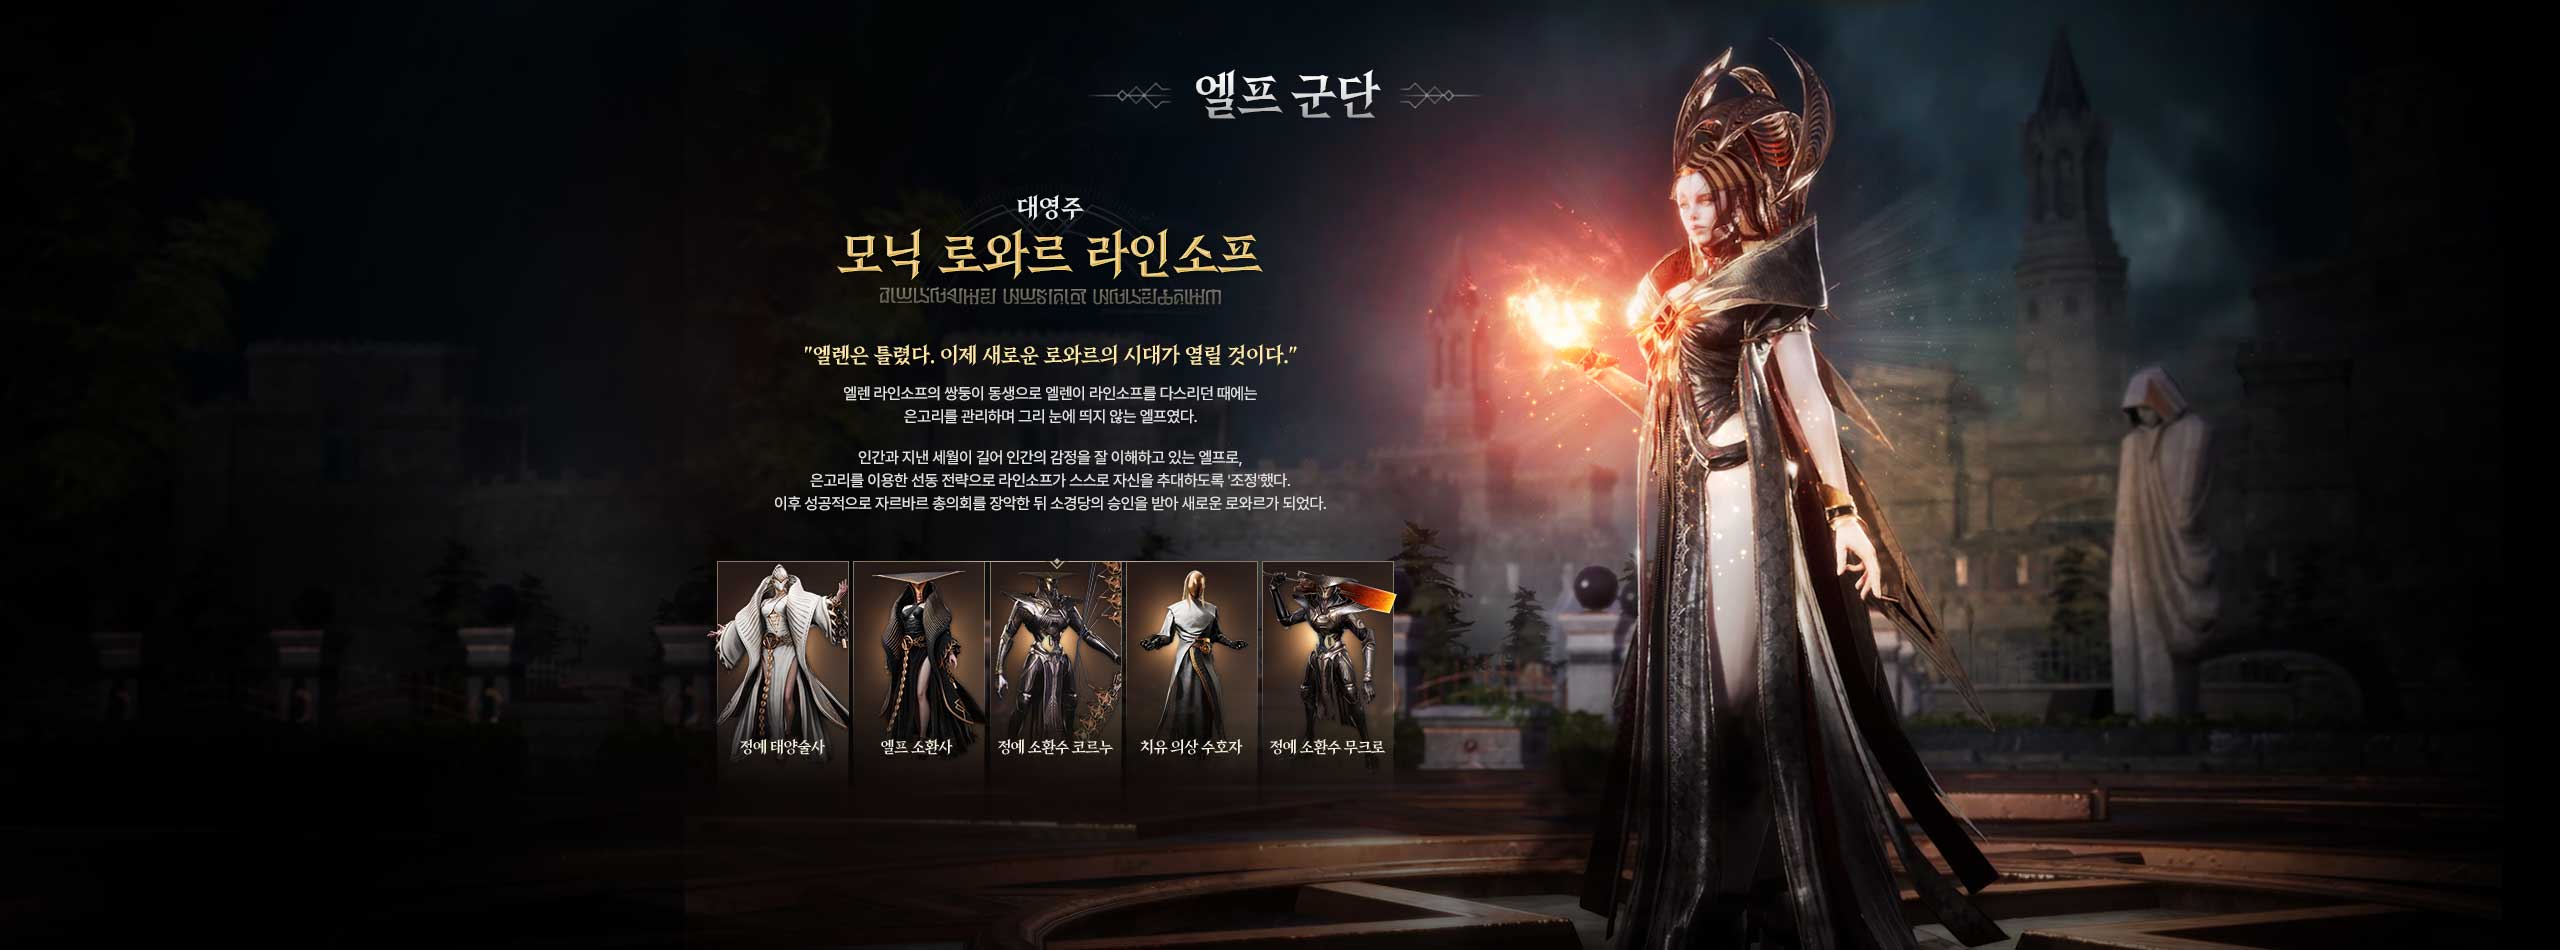 엘프 군단
대영주
모닉 로와르 라인소프
"엘렌은 틀렸다. 이제 새로운 로와르의 시대가 열릴 것이다."
엘렌 라인소프의 쌍둥이 동생으로 엘렌이 라인소프를 다스리던 때에는
은고리를 관리하며 그리 눈에 띄지 않는 엘프였다.
인간과 지낸 세월이 길어 인간의 감정을 잘 이해하고 있는 엘프로,
은고리를 이용한 선동 전략으로 라인소프가 스스로 자신을 추대하도록 '조정'했다.
이후 성공적으로 자르바르 총의회를 장악한 뒤 소경당의 승인을 받아 새로운 로와르가 되었다.
정예 태양술사
엘프 소환사
정예 소환수 코르누
치유 의상 수호자
정예 소환수 무크로